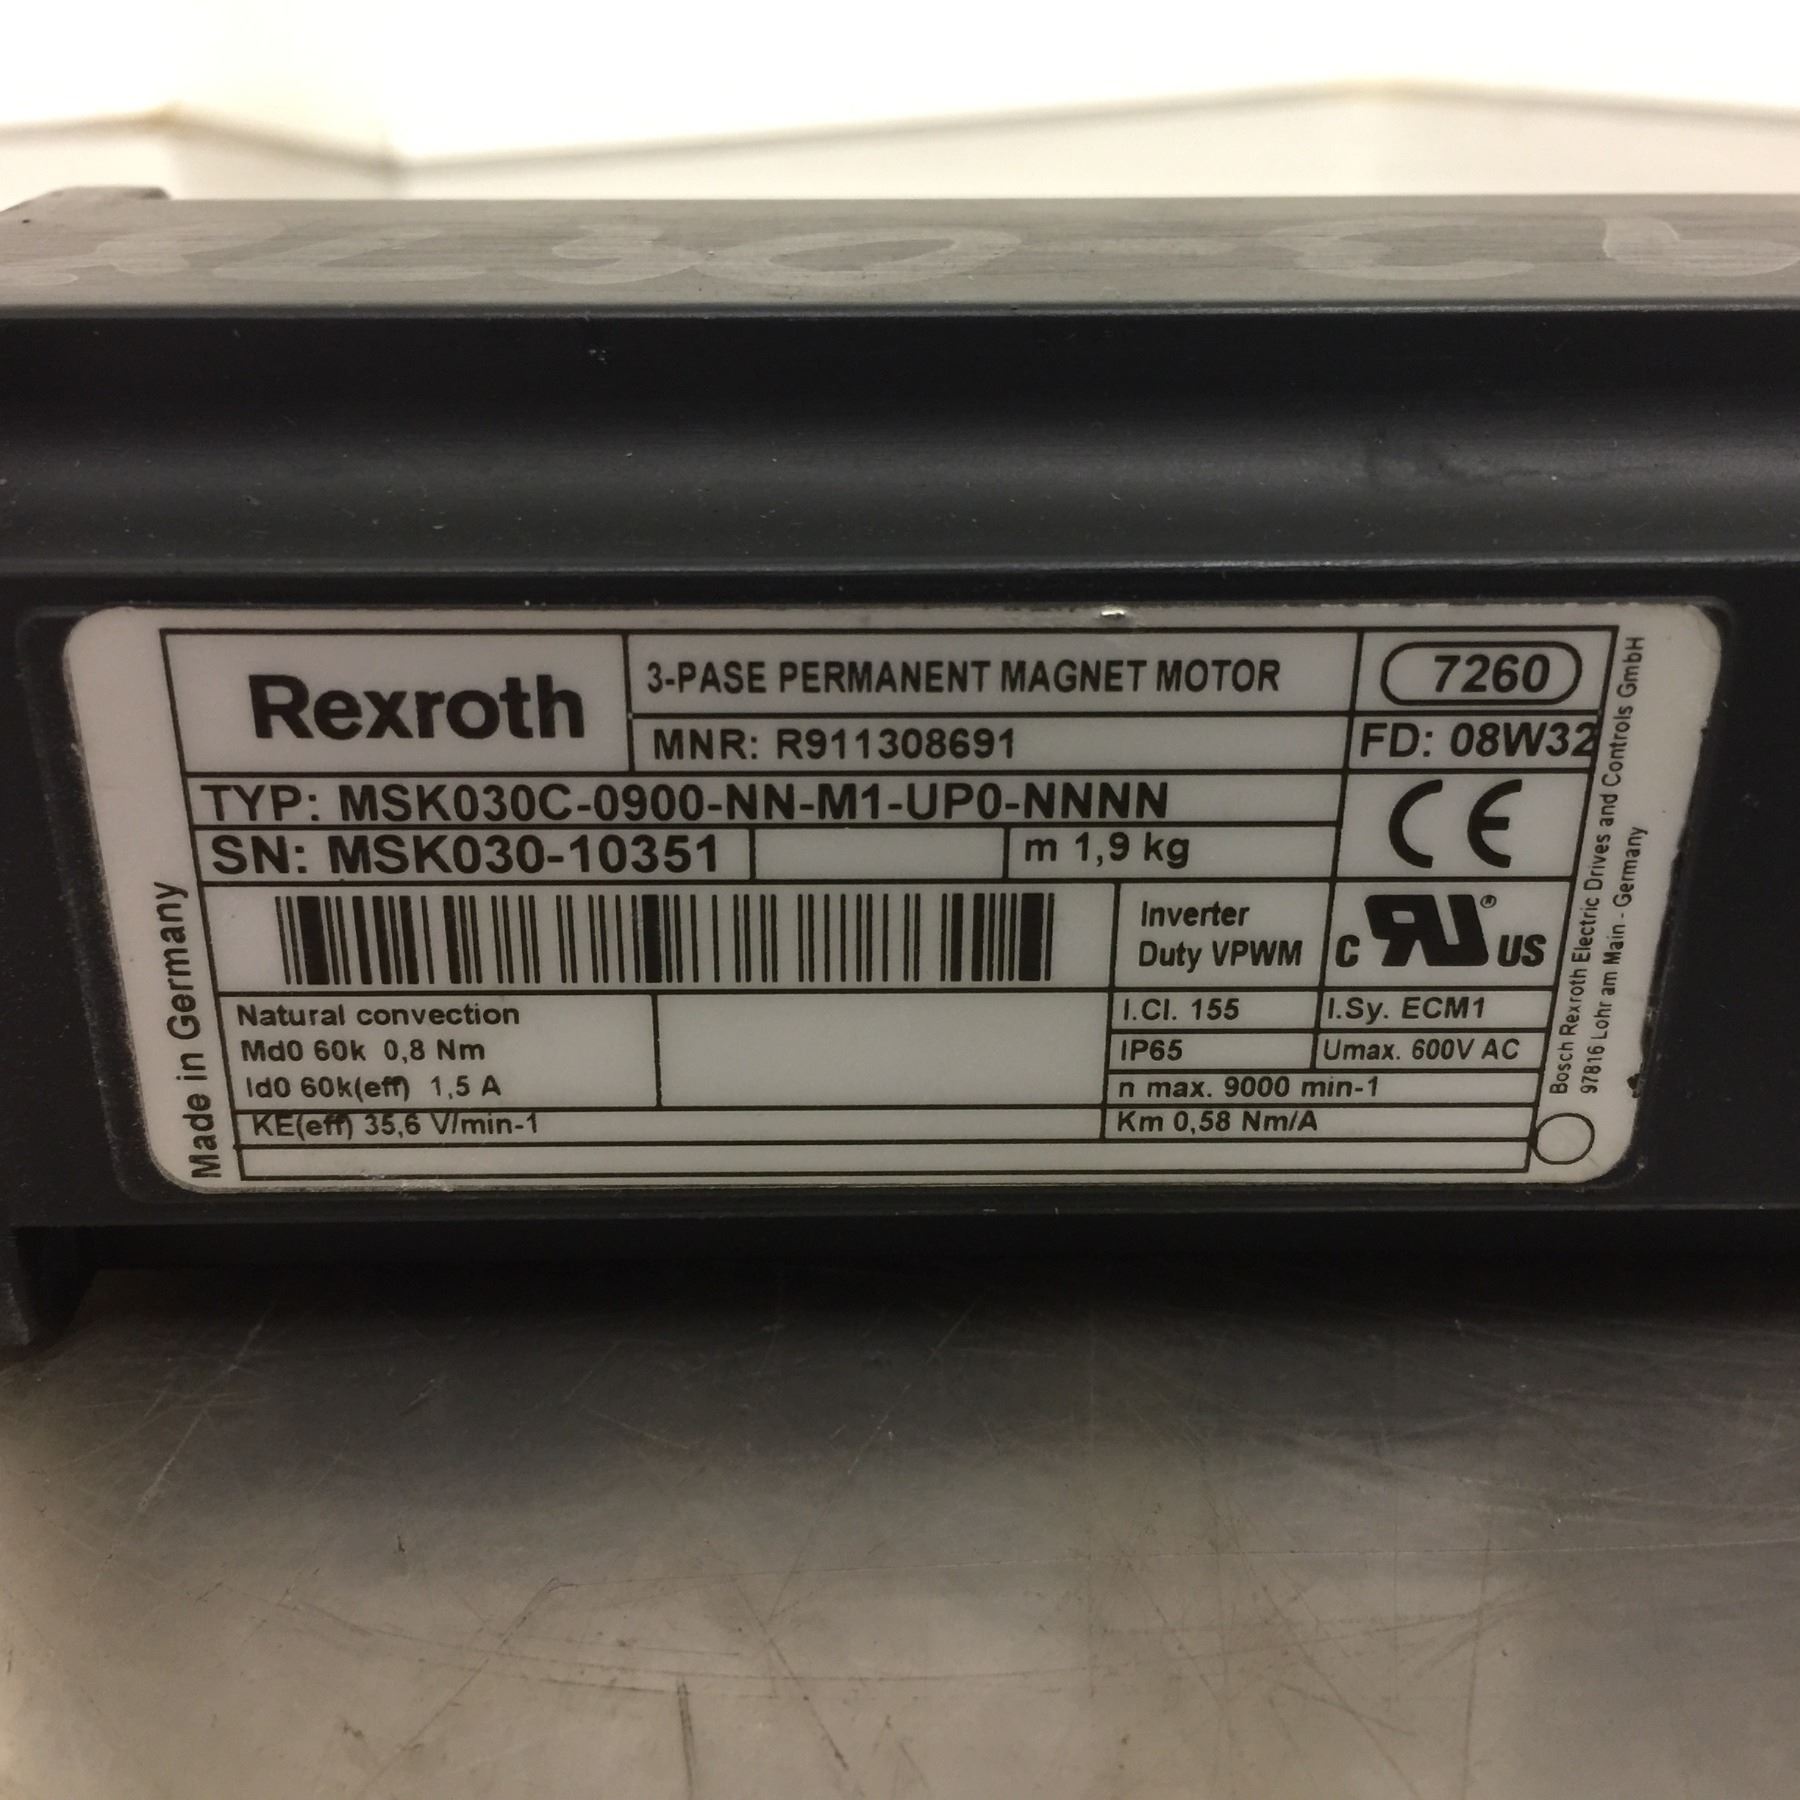 Rexroth
3-PASE PERMANENT MAGNET MOTOR
7260
MNR: R911308691
FD: 08W32
TYP: MSK030C-0900-NN-M1-UP0-NNNN
CE
SN: MSK030-10351
m 1,9 kg
Inverter
Duty VPWM
C RU® US
Natural convection
Md0 60k 0,8 Nm
Id0 60k(eff) 1,5 A
KE(eff) 35,6 V/min-1
I.Cl. 155
I.Sy. ECM1
IP65
Umax. 600V AC
n max. 9000 min-1
Km 0,58 Nm/A
Made in Germany
Bosch Rexroth Electric Drives and Controls GmbH
97816 Lohr am Main - Germany